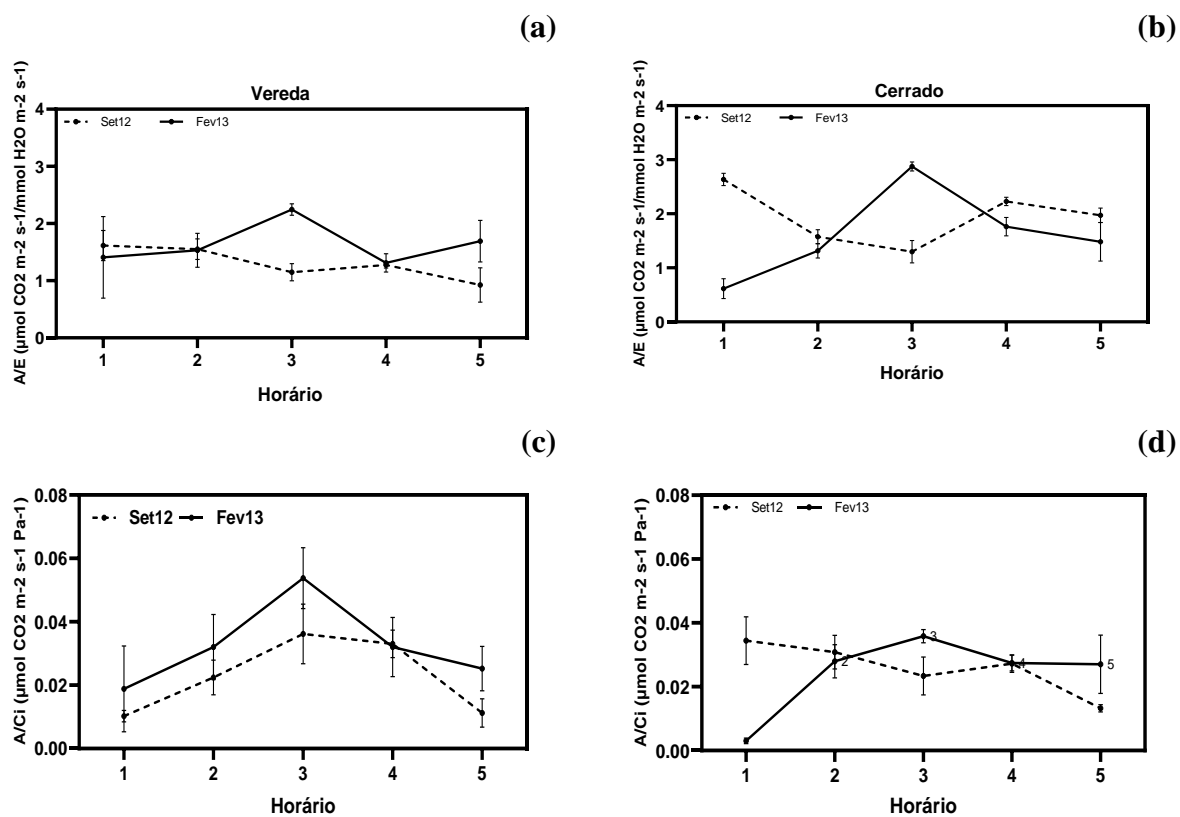 (a)
Vereda
A/E (µmol CO2 m-2 s-1/mmol H2O m-2 s-1)
4
Set12 Fev13
3
2
1
0
1 2 3 4 5
Horário
(b)
Cerrado
A/E (µmol CO2 m-2 s-1/mmol H2O m-2 s-1)
4
Set12 Fev13
3
2
1
0
1 2 3 4 5
Horário
(c)
A/Ci (µmol CO2 m-2 s-1 Pa-1)
0.08
Set12 Fev13
0.06
0.04
0.02
0.00
1 2 3 4 5
Horário
(d)
A/Ci (µmol CO2 m-2 s-1 Pa-1)
0.08
Set12 Fev13
0.06
0.04
3
2 4 5
0.02
0.00
1 2 3 4 5
Horário